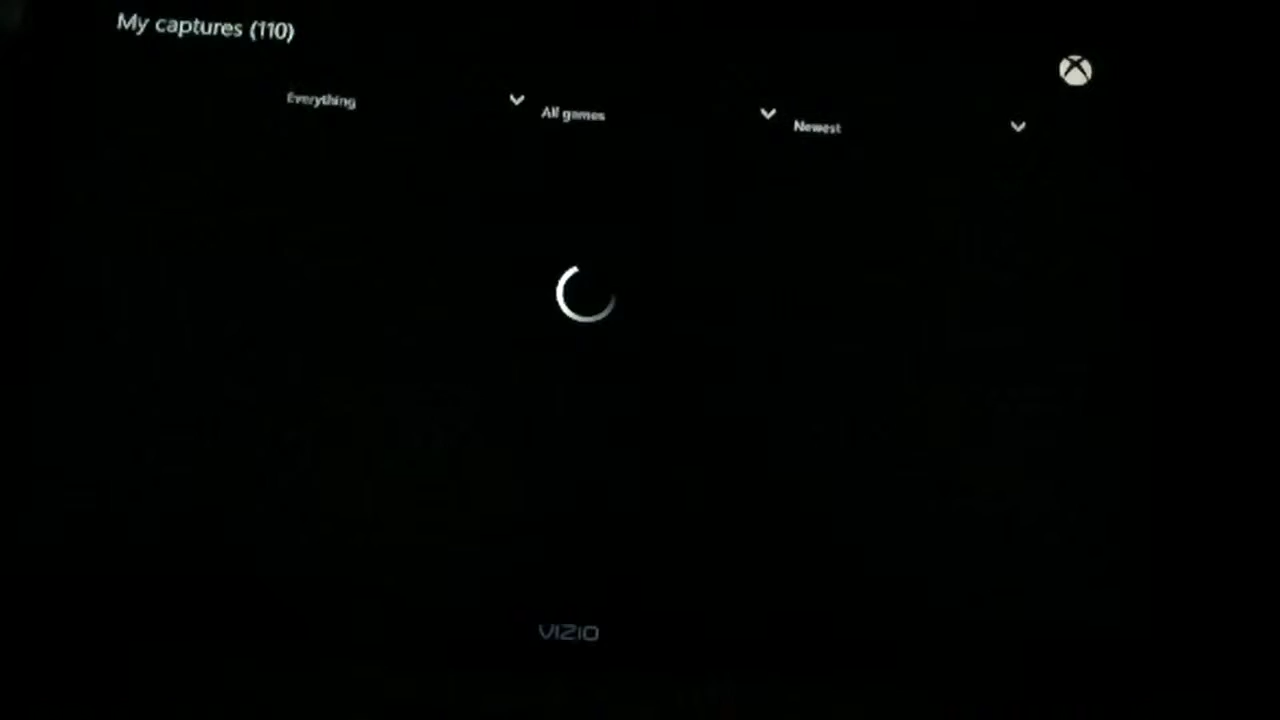 My captures (110)
Everything
All games
Newest
VIZIO